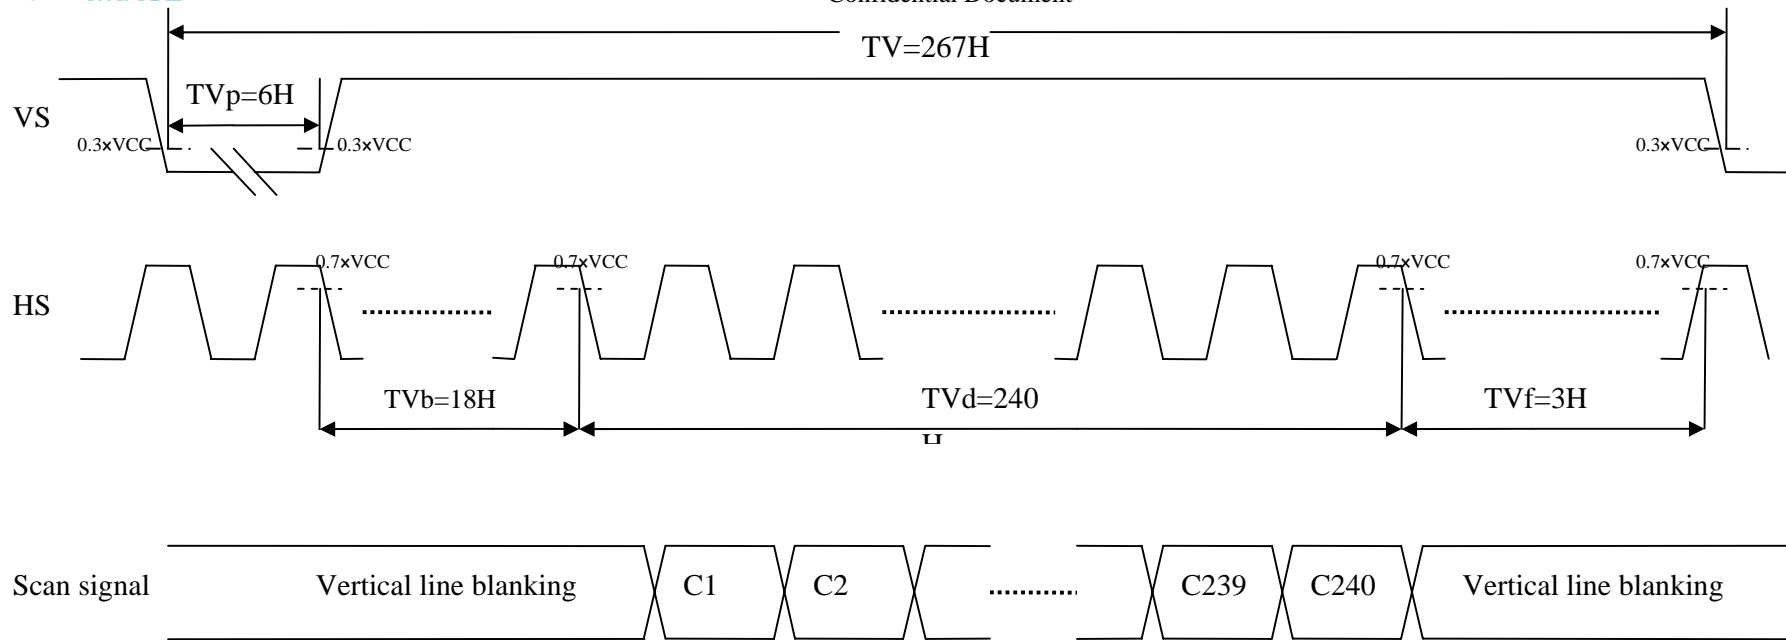 Confidential Document
TV=267H
TVp=6H
VS
0.3×VCC
0.3×VCC
0.3×VCC
0.7×VCC
0.7×VCC
0.7×VCC
0.7×VCC
HS
TVb=18H
TVd=240
H
TVf=3H
Scan signal
Vertical line blanking
C1
C2
C239
C240
Vertical line blanking